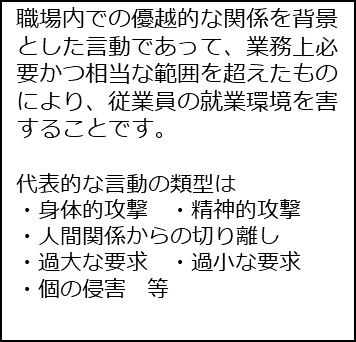 職場内での優越的な関係を背景
とした言動であって、業務上必
要かつ相当な範囲を超えたもの
により、従業員の就業環境を害
することです。
代表的な言動の類型は
・身体的攻撃　・精神的攻撃
・人間関係からの切り離し
・過大な要求　・過小な要求
・個の侵害　等